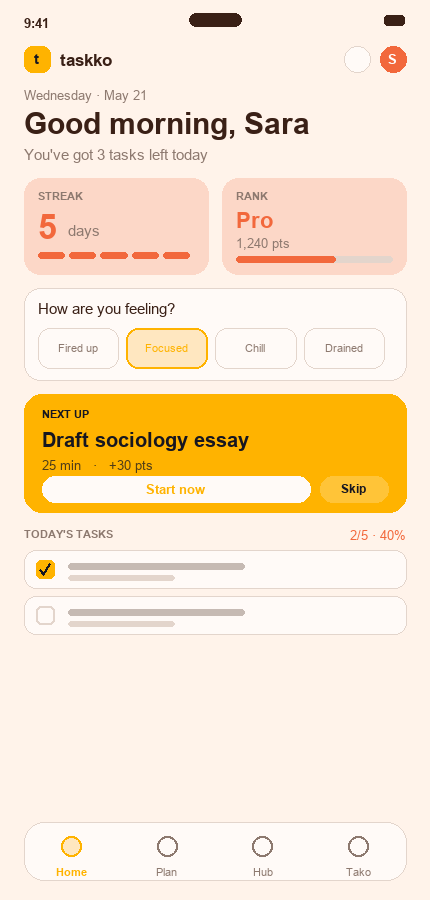 9:41
t taskko S
Wednesday · May 21
Good morning, Sara
You've got 3 tasks left today
STREAK
5 days
RANK
Pro
1,240 pts
How are you feeling?
Fired up Focused Chill Drained
NEXT UP
Draft sociology essay
25 min · +30 pts
Start now Skip
TODAY'S TASKS 2/5 · 40%
Home Plan Hub Tako